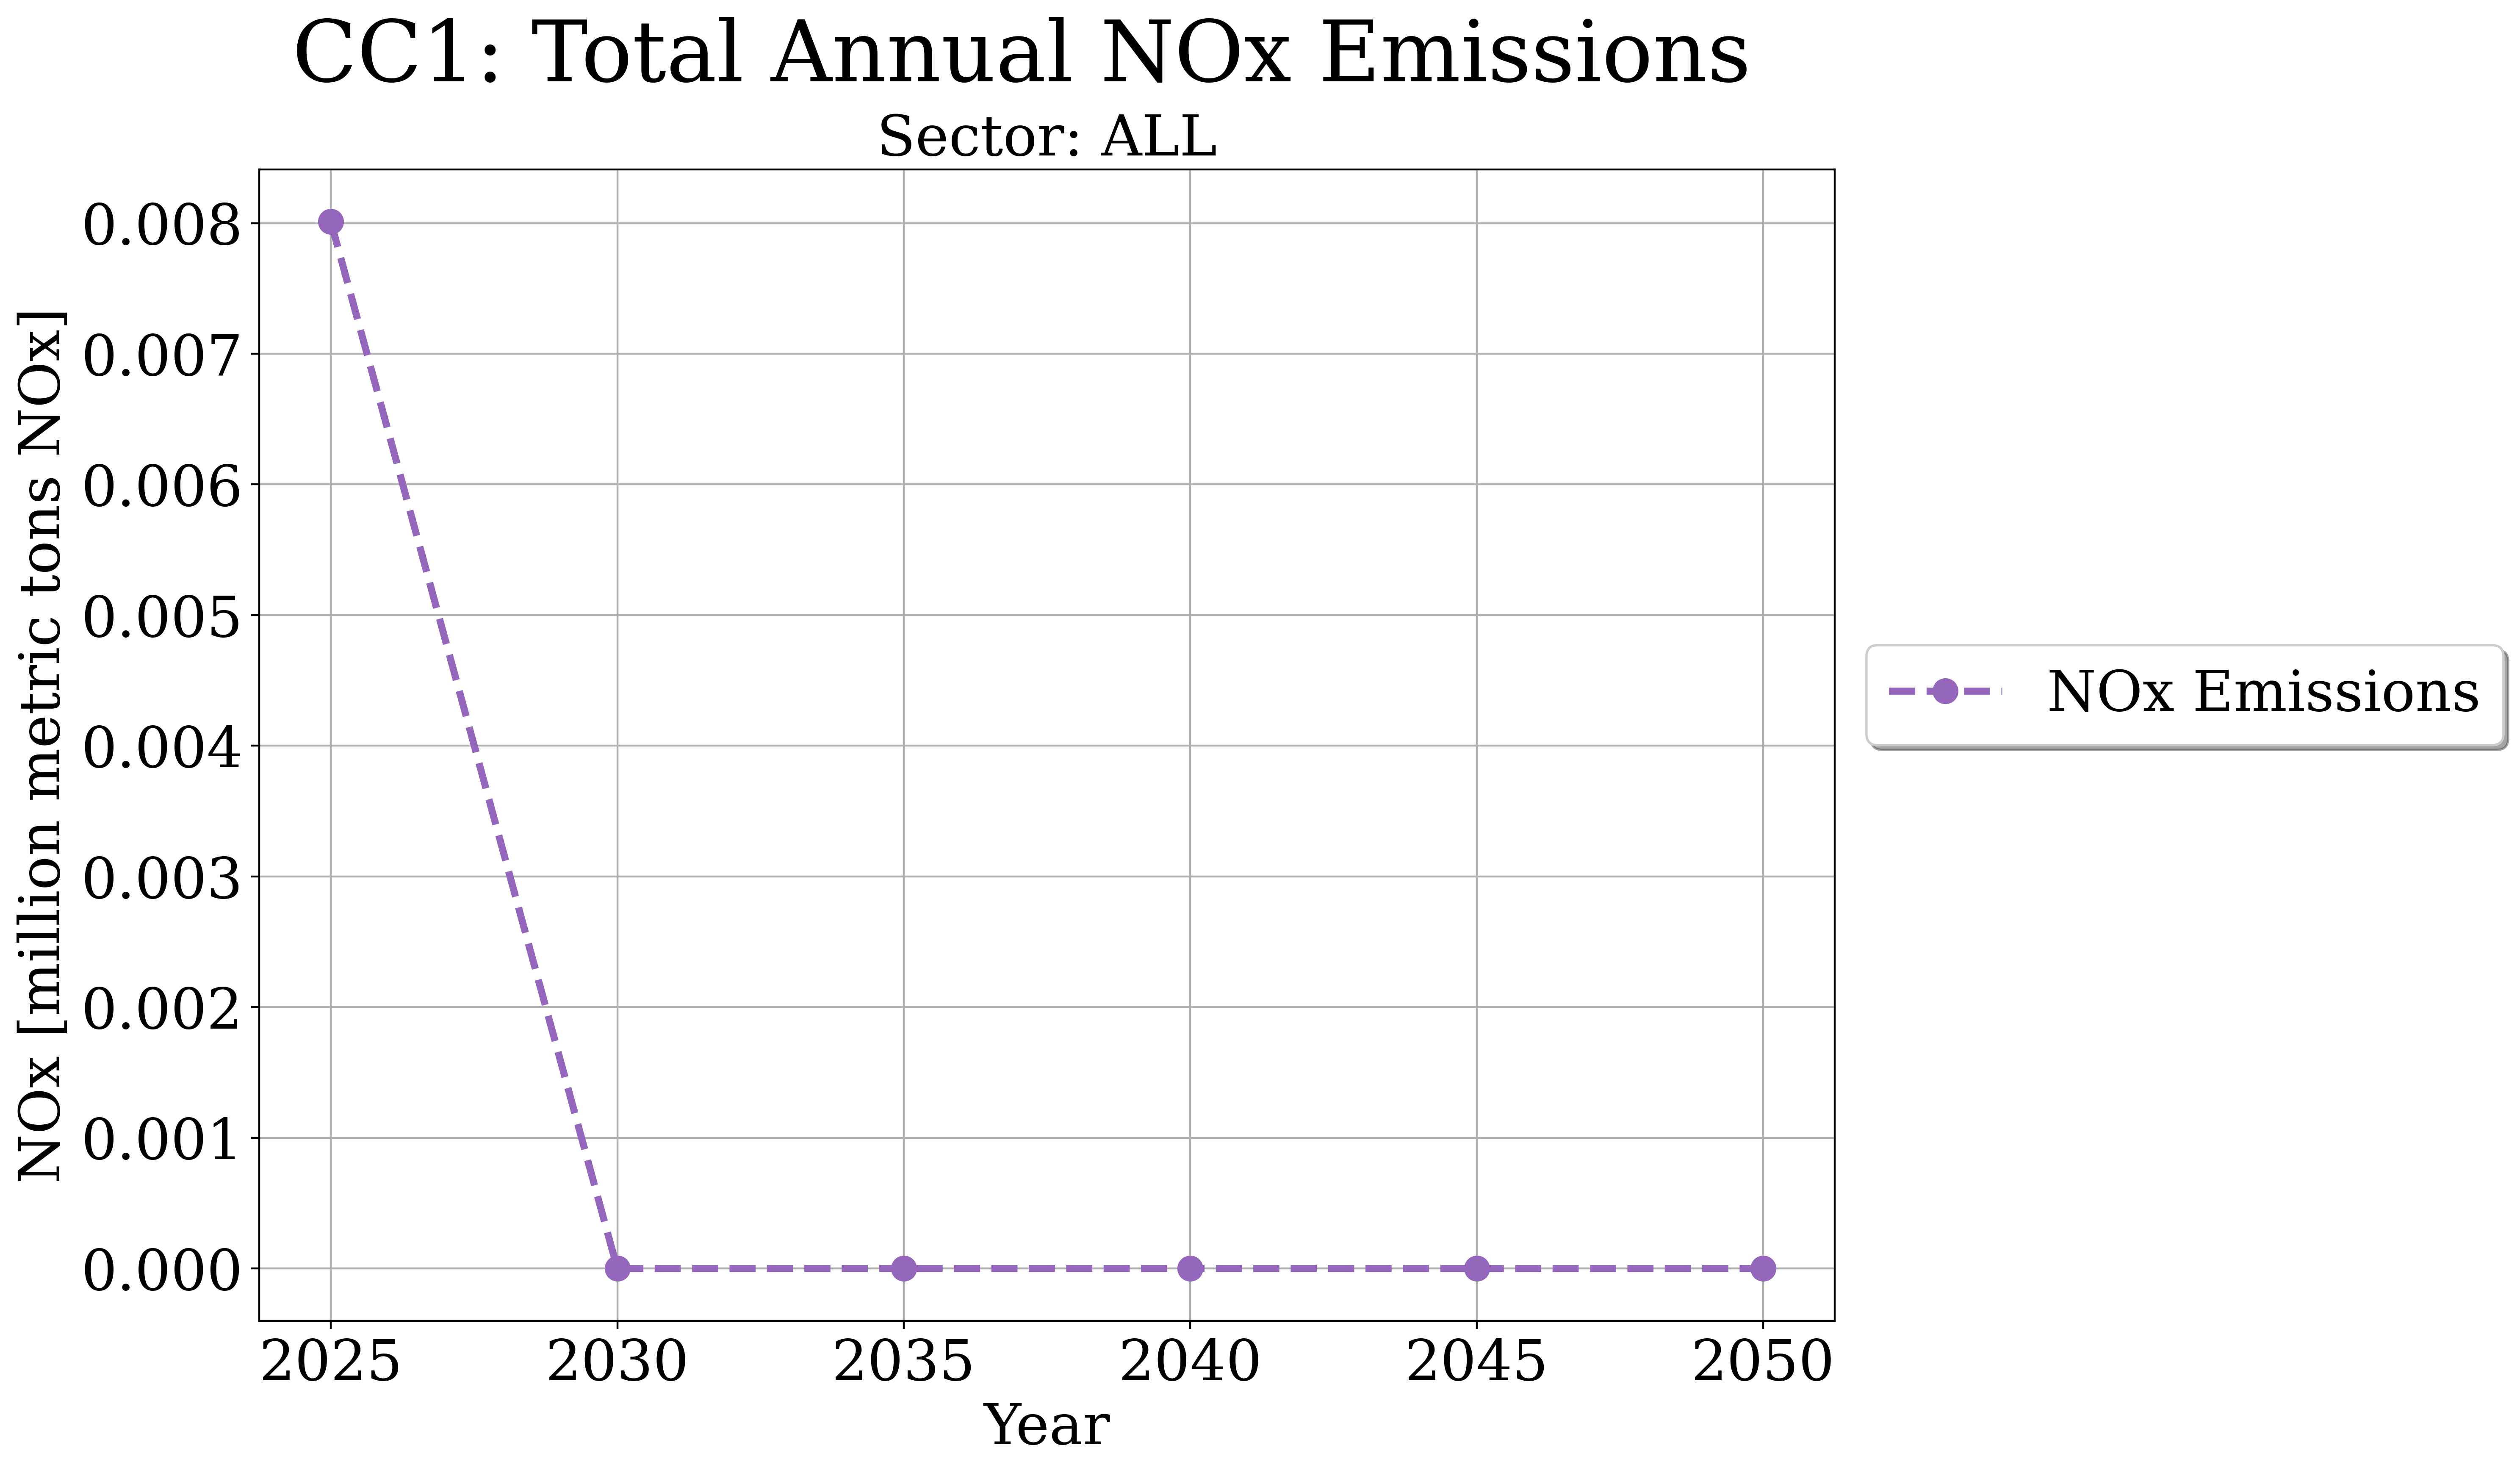 CC1: Total Annual NOx Emissions
Sector: ALL
NOx [million metric tons NOx]
0.008
0.007
0.006
0.005
0.004
0.003
0.002
0.001
0.000
2025 2030 2035 2040 2045 2050
Year
NOx Emissions